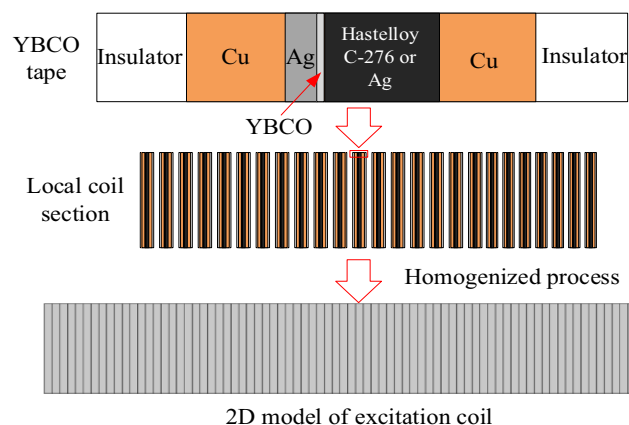 YBCO
tape
Insulator
Cu
Ag
Hastelloy
C-276 or
Ag
Cu
Insulator
YBCO
Local coil
section
Homogenized process
2D model of excitation coil